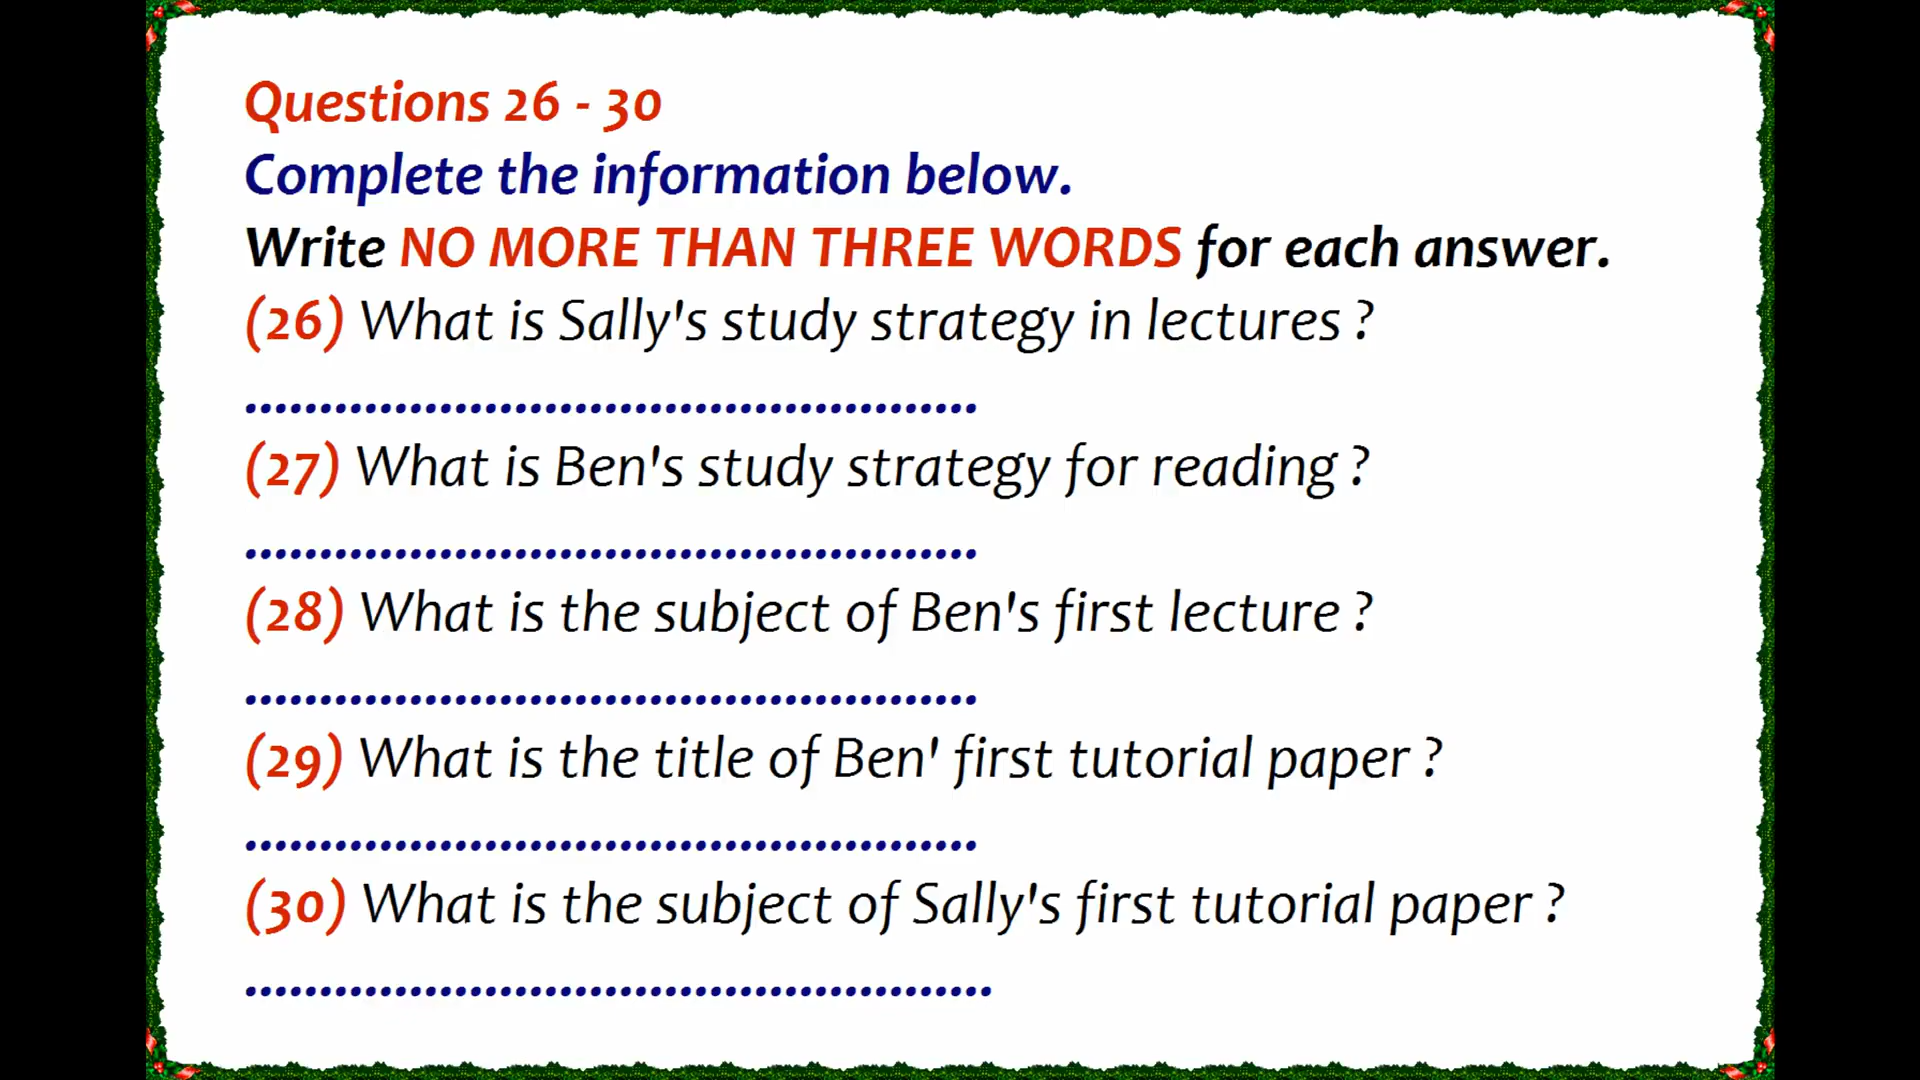 Questions 26 - 30
Complete the information below.
Write NO MORE THAN THREE WORDS for each answer.
(26) What is Sally's study strategy in lectures ?
.................................................
(27) What is Ben's study strategy for reading ?
.................................................
(28) What is the subject of Ben's first lecture ?
.................................................
(29) What is the title of Ben' first tutorial paper ?
.................................................
(30) What is the subject of Sally's first tutorial paper ?
..................................................